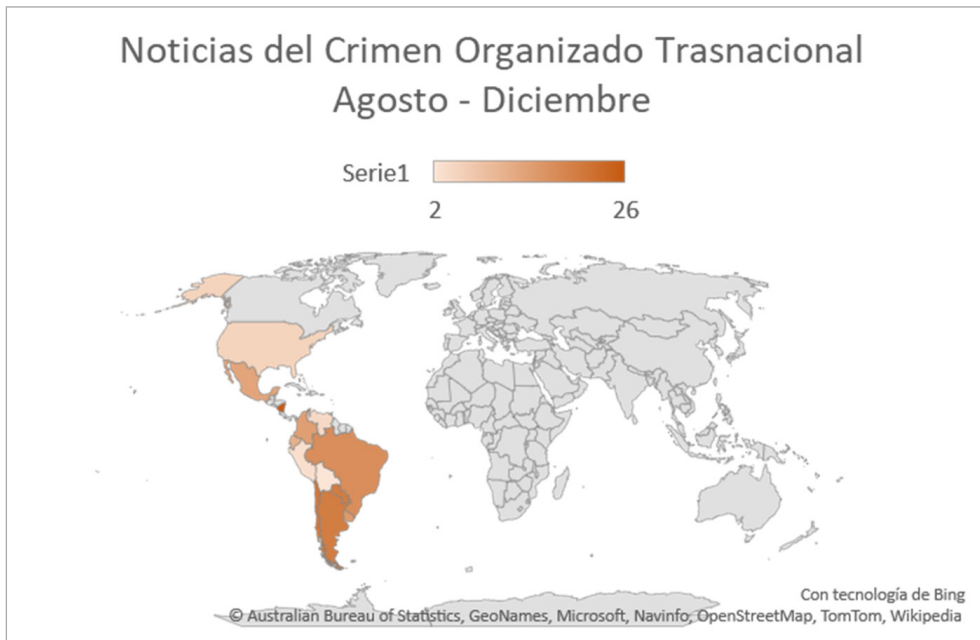 Noticias del Crimen Organizado Trasnacional
Agosto - Diciembre
Serie1
2 26
Con tecnología de Bing
© Australian Bureau of Statistics, GeoNames, Microsoft, Navinfo, OpenStreetMap, TomTom, Wikipedia